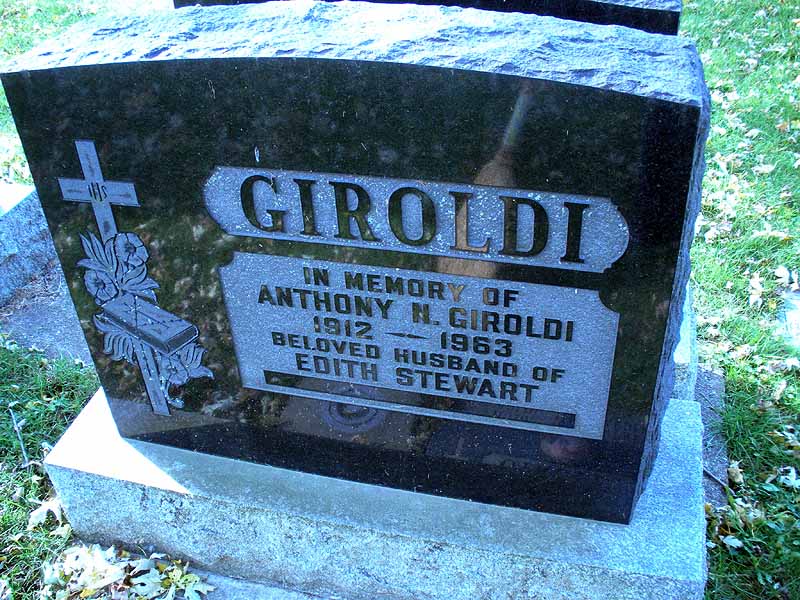 IHS
GIROLDI
IN MEMORY OF
ANTHONY N. GIROLDI
1912 — 1963
BELOVED HUSBAND OF
EDITH STEWART